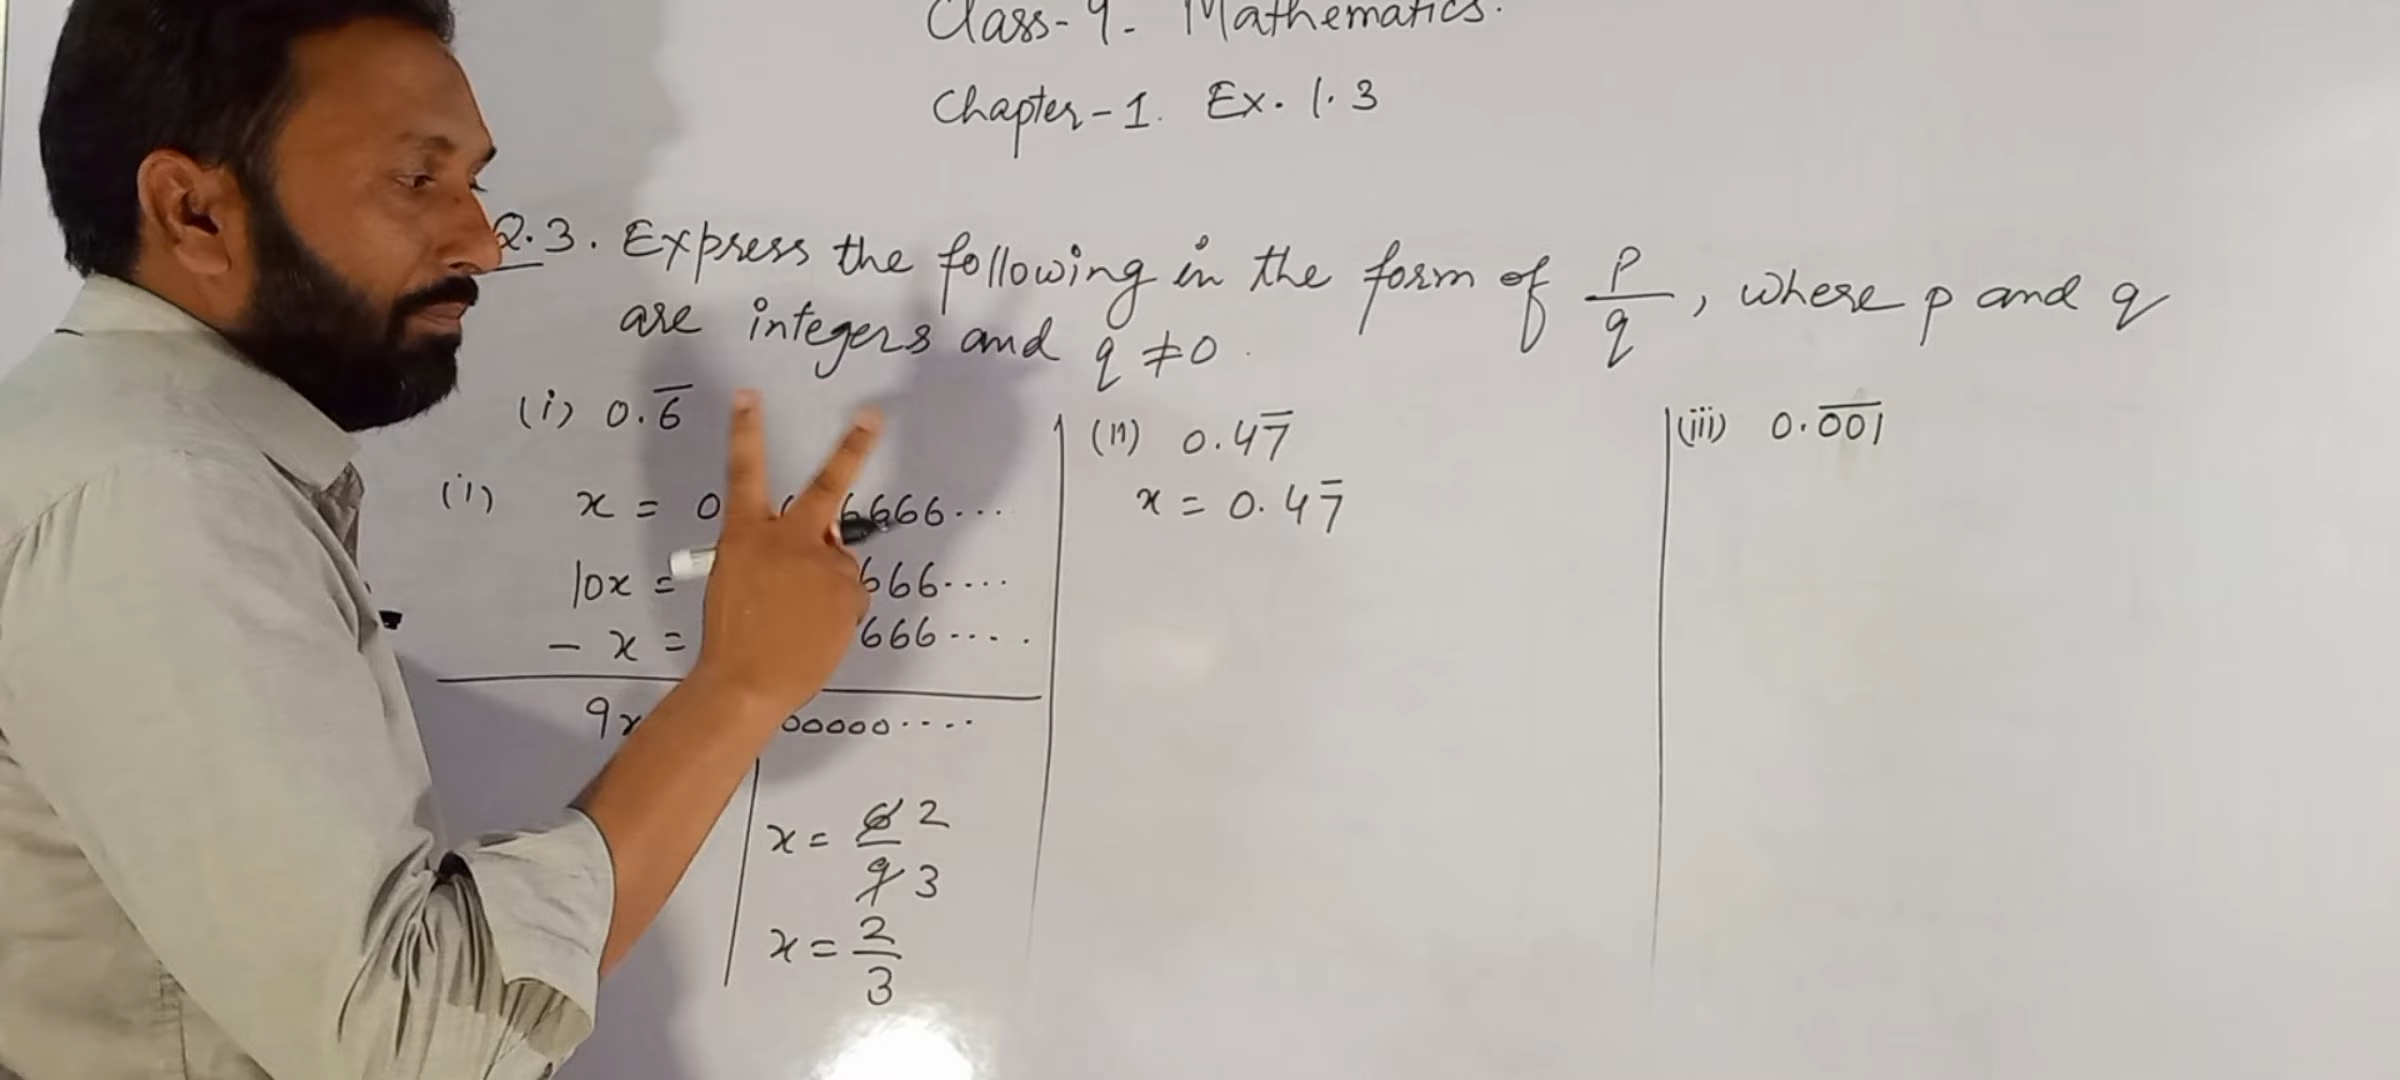 Class-9- Mathematics.
Chapter-1. Ex. 1.3
Q.3. Express the following in the form of p/q, where p and q
are integers and q ≠ 0.
(i) 0.6̅
(i) x = 0 6666...
10x = 666....
- x = 666....
9x 00000....
x = 6/9 2 3
x = 2/3
(ii) 0.47̅
x = 0.47̅
(iii) 0.0̅0̅1̅